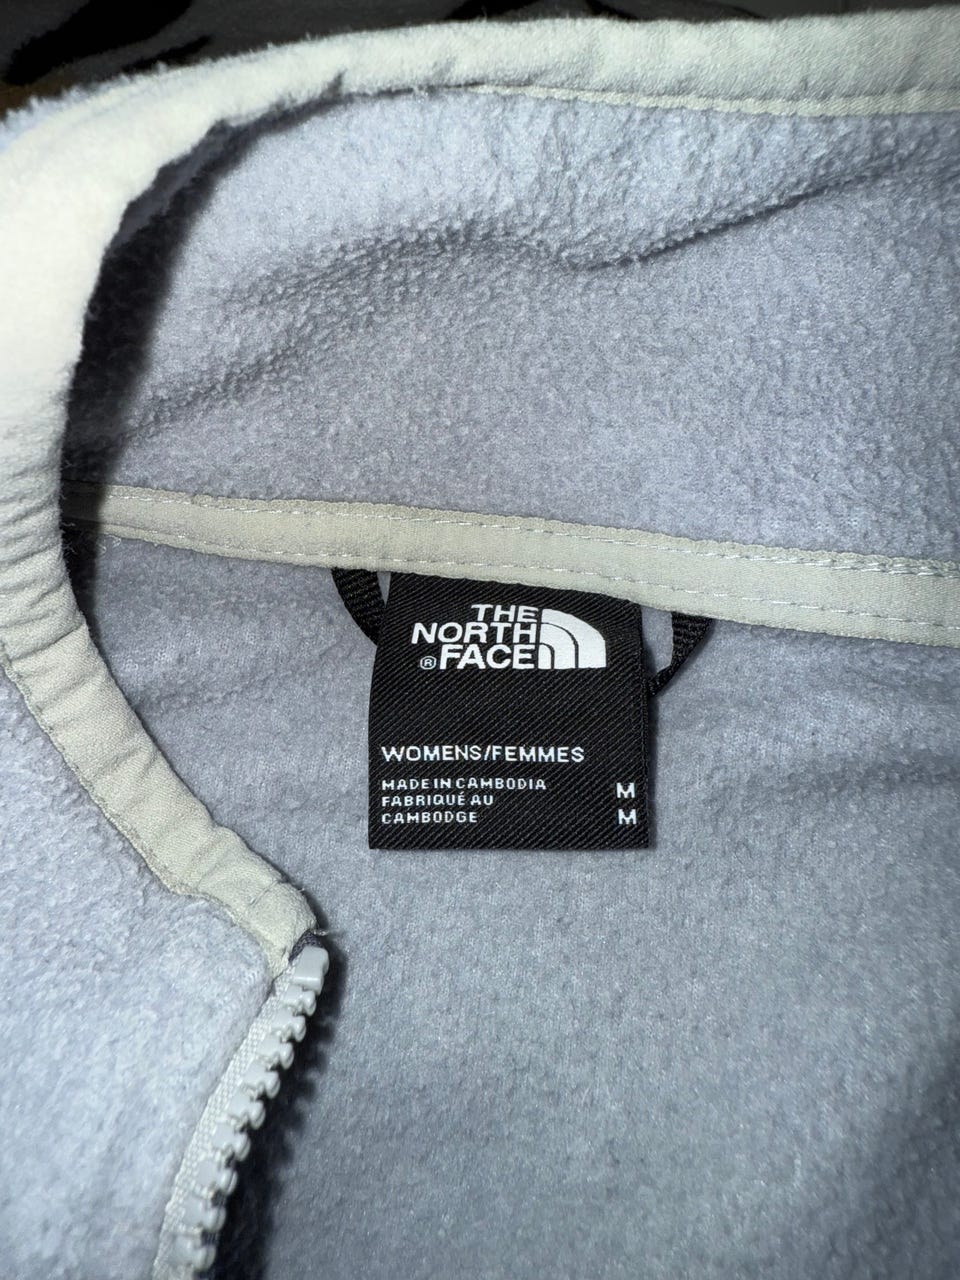 THE
NORTH
® FACE
WOMENS/FEMMES
MADE IN CAMBODIA M
FABRIQUÉ AU
CAMBODGE M